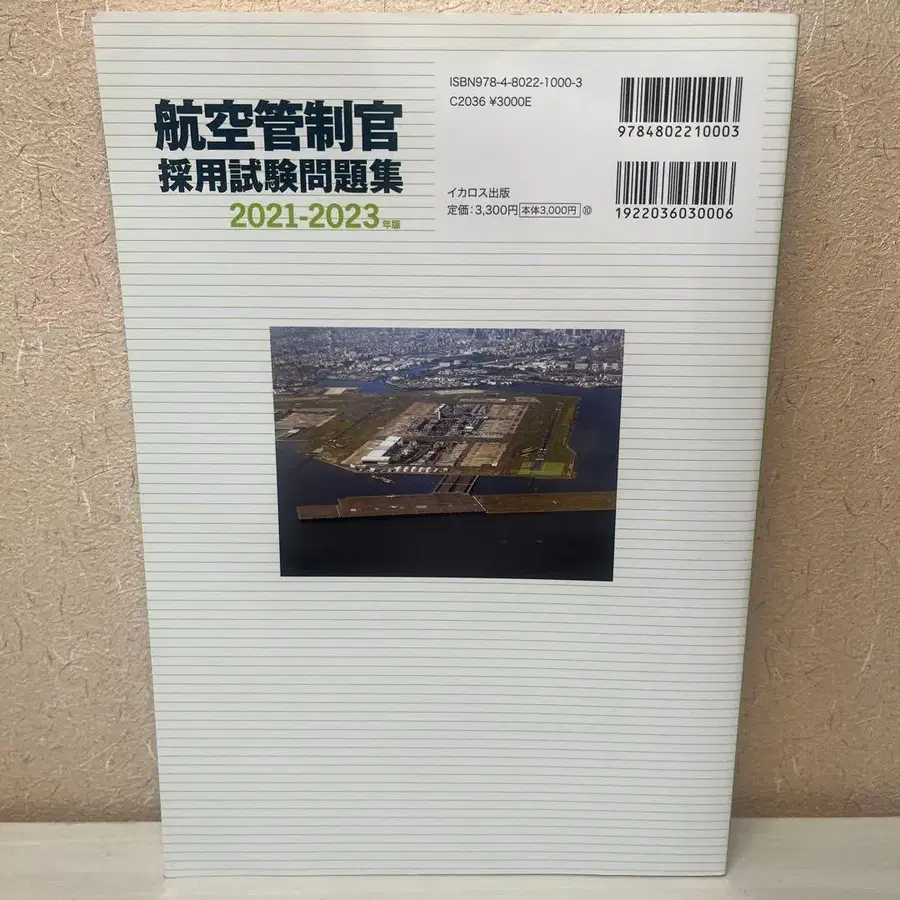 航空管制官
採用試験問題集
2021-2023年版
ISBN978-4-8022-1000-3
C2036 ¥3000E
イカロス出版
定価：3,300円 本体3,000円 ⑩
9784802210003
1922036030006